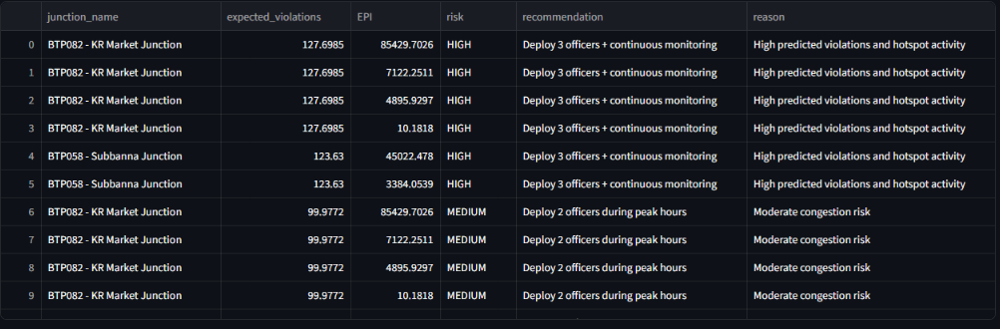 junction_name expected_violations EPI risk recommendation reason
0 BTP082 - KR Market Junction 127.6985 85429.7026 HIGH Deploy 3 officers + continuous monitoring High predicted violations and hotspot activity
1 BTP082 - KR Market Junction 127.6985 7122.2511 HIGH Deploy 3 officers + continuous monitoring High predicted violations and hotspot activity
2 BTP082 - KR Market Junction 127.6985 4895.9297 HIGH Deploy 3 officers + continuous monitoring High predicted violations and hotspot activity
3 BTP082 - KR Market Junction 127.6985 10.1818 HIGH Deploy 3 officers + continuous monitoring High predicted violations and hotspot activity
4 BTP058 - Subbanna Junction 123.63 45022.478 HIGH Deploy 3 officers + continuous monitoring High predicted violations and hotspot activity
5 BTP058 - Subbanna Junction 123.63 3384.0539 HIGH Deploy 3 officers + continuous monitoring High predicted violations and hotspot activity
6 BTP082 - KR Market Junction 99.9772 85429.7026 MEDIUM Deploy 2 officers during peak hours Moderate congestion risk
7 BTP082 - KR Market Junction 99.9772 7122.2511 MEDIUM Deploy 2 officers during peak hours Moderate congestion risk
8 BTP082 - KR Market Junction 99.9772 4895.9297 MEDIUM Deploy 2 officers during peak hours Moderate congestion risk
9 BTP082 - KR Market Junction 99.9772 10.1818 MEDIUM Deploy 2 officers during peak hours Moderate congestion risk